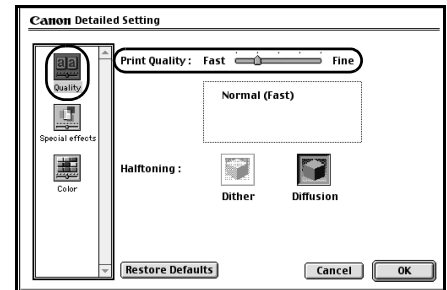 Canon Detailed Setting
aa
Quality
Special effects
Color
Print Quality : Fast Fine
Normal (Fast)
Halftoning :
Dither Diffusion
Restore Defaults Cancel OK